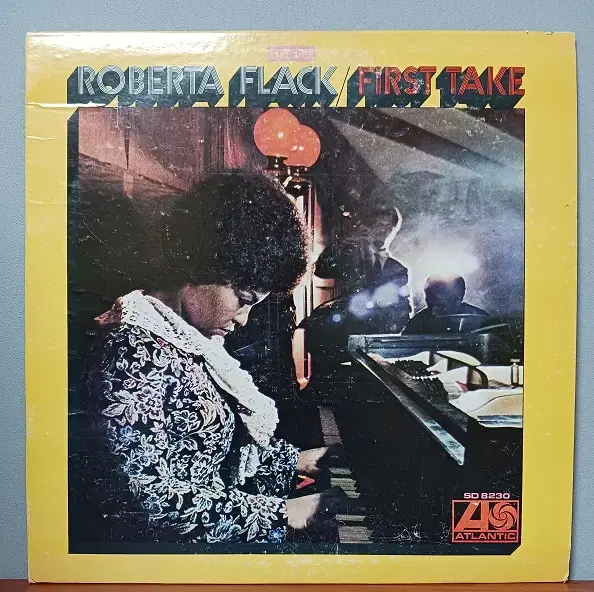 ROBERTA FLACK/FIRST TAKE
SD 8230
ATLANTIC